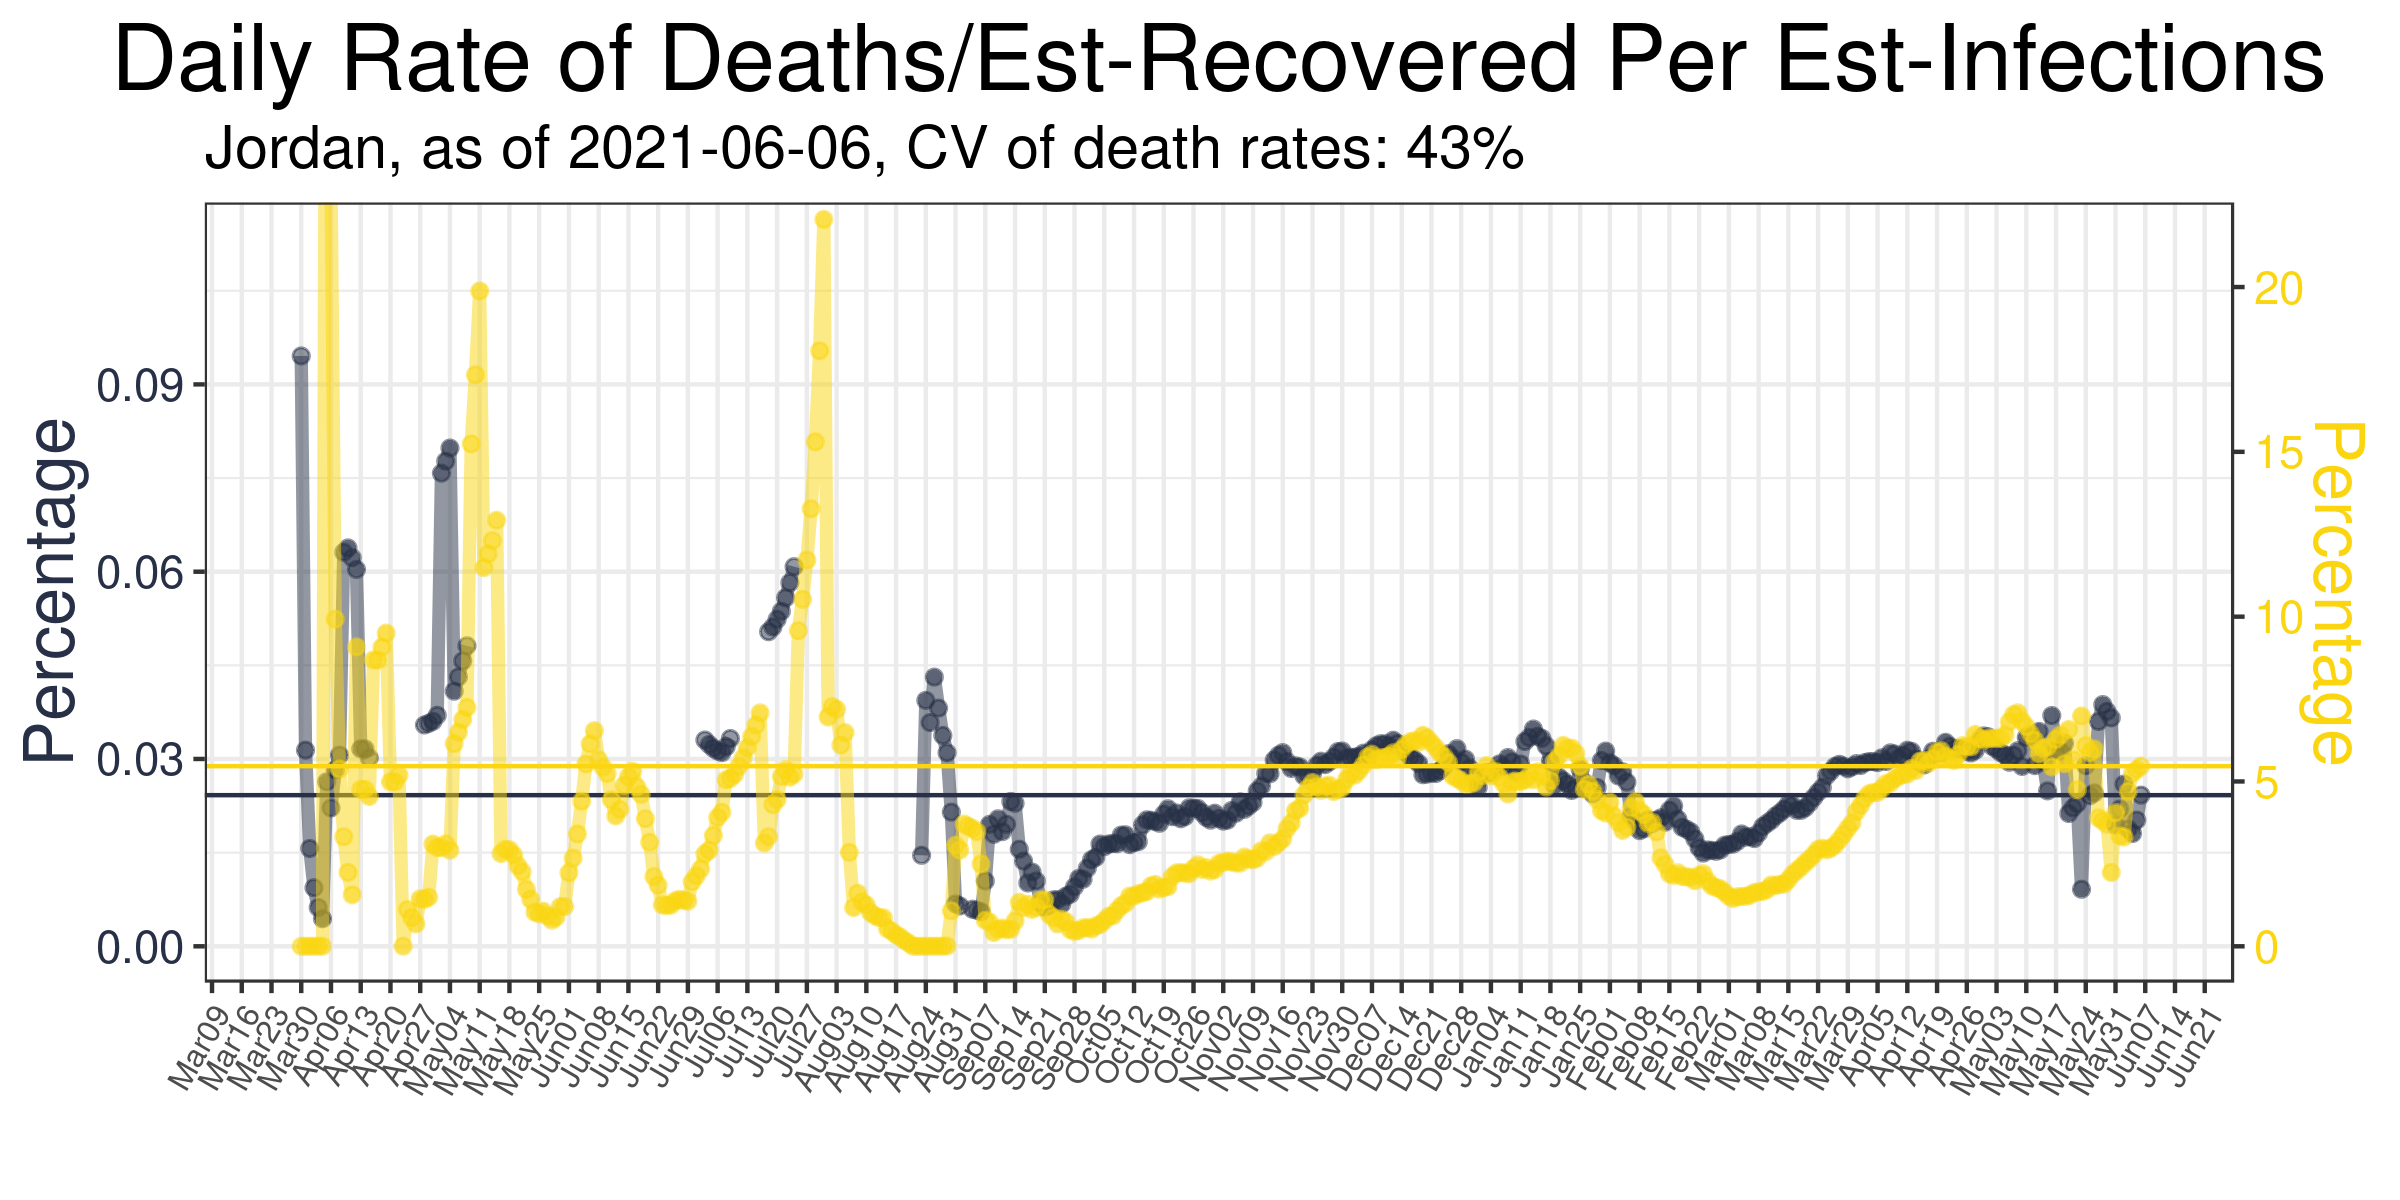 Daily Rate of Deaths/Est-Recovered Per Est-Infections
Jordan, as of 2021-06-06, CV of death rates: 43%
Percentage
0.09
0.06
0.03
0.00
20
15
10
5
0
Percentage
Mar09
Mar16
Mar23
Mar30
Apr06
Apr13
Apr20
Apr27
May04
May11
May18
May25
Jun01
Jun08
Jun15
Jun22
Jun29
Jul06
Jul13
Jul20
Jul27
Aug03
Aug10
Aug17
Aug24
Aug31
Sep07
Sep14
Sep21
Sep28
Oct05
Oct12
Oct19
Oct26
Nov02
Nov09
Nov16
Nov23
Nov30
Dec07
Dec14
Dec21
Dec28
Jan04
Jan11
Jan18
Jan25
Feb01
Feb08
Feb15
Feb22
Mar01
Mar08
Mar15
Mar22
Mar29
Apr05
Apr12
Apr19
Apr26
May03
May10
May17
May24
May31
Jun07
Jun14
Jun21